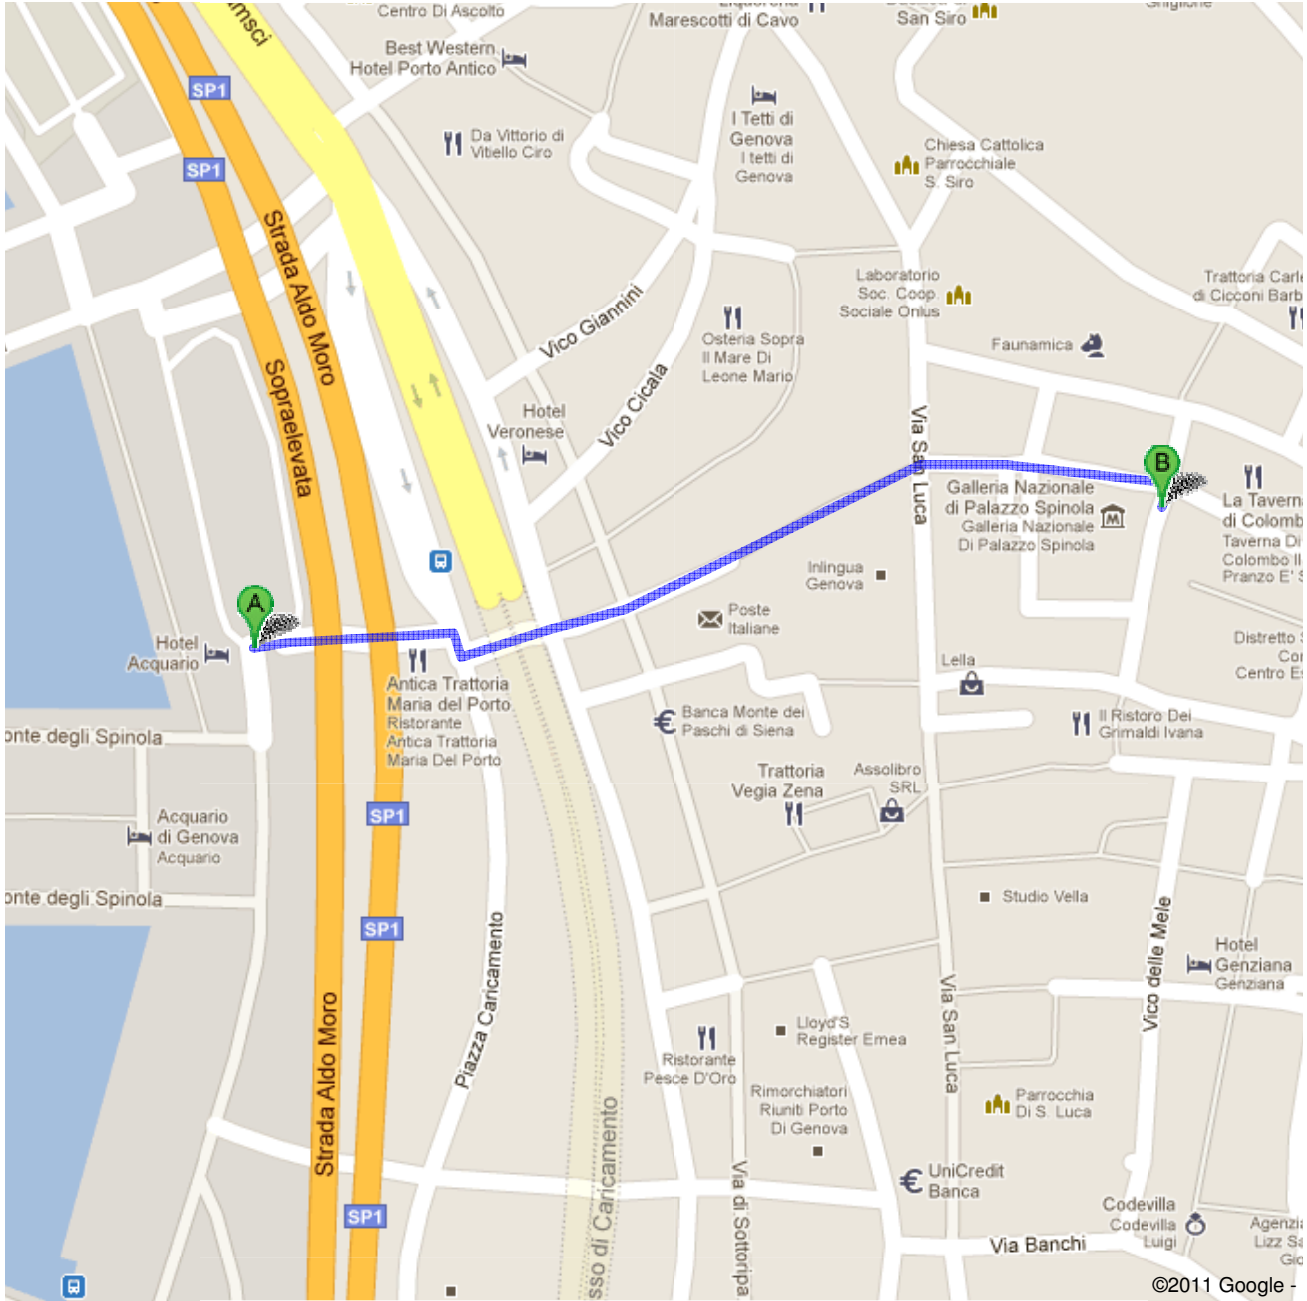 amsci
Centro Di Ascolto
Marescotti di Cavo
San Siro
Best Western
Hotel Porto Antico
SP1
I Tetti di
Genova
I tetti di
Genova
Da Vittorio di
Vitiello Ciro
Chiesa Cattolica
Parrocchiale
S. Siro
SP1
Strada Aldo Moro
Laboratorio
Soc. Coop.
Sociale Onlus
Trattoria Carle
di Cicconi Barb
Vico Giannini
Osteria Sopra
Il Mare Di
Leone Mario
Faunamica
Sopraelevata
Vico Cicala
Hotel
Veronese
Via San Luca
B
Galleria Nazionale
di Palazzo Spinola
Galleria Nazionale
Di Palazzo Spinola
La Taverna
di Colomb
Taverna Di
Colombo Il
Pranzo E' S
Inlingua
Genova
A
Poste
Italiane
Hotel
Acquario
Distretto S
Con
Centro Es
Lella
Antica Trattoria
Maria del Porto
Ristorante
Antica Trattoria
Maria Del Porto
Banca Monte dei
Paschi di Siena
Il Ristoro Dei
Grimaldi Ivana
onte degli Spinola
Trattoria
Vegia Zena
Assolibro
SRL
SP1
Acquario
di Genova
Acquario
onte degli Spinola
Studio Vella
SP1
Piazza Caricamento
Vico delle Mele
Hotel
Genziana
Genziana
Strada Aldo Moro
Via San Luca
Lloyd'S
Register Emea
Ristorante
Pesce D'Oro
Rimorchiatori
Riuniti Porto
Di Genova
Parrocchia
Di S. Luca
sso di Caricamento
Via di Sottoripa
UniCredit
Banca
SP1
Codevilla
Codevilla
Luigi
Agenzia
Lizz Sa
Gio
Via Banchi
©2011 Google -